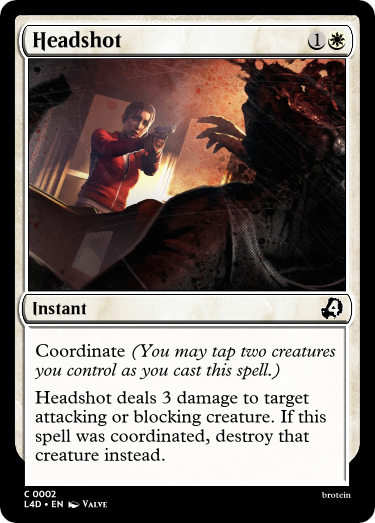 Headshot 1
Instant
Coordinate (You may tap two creatures
you control as you cast this spell.)
Headshot deals 3 damage to target
attacking or blocking creature. If this
spell was coordinated, destroy that
creature instead.
C 0002
L4D • EN Valve
brotein